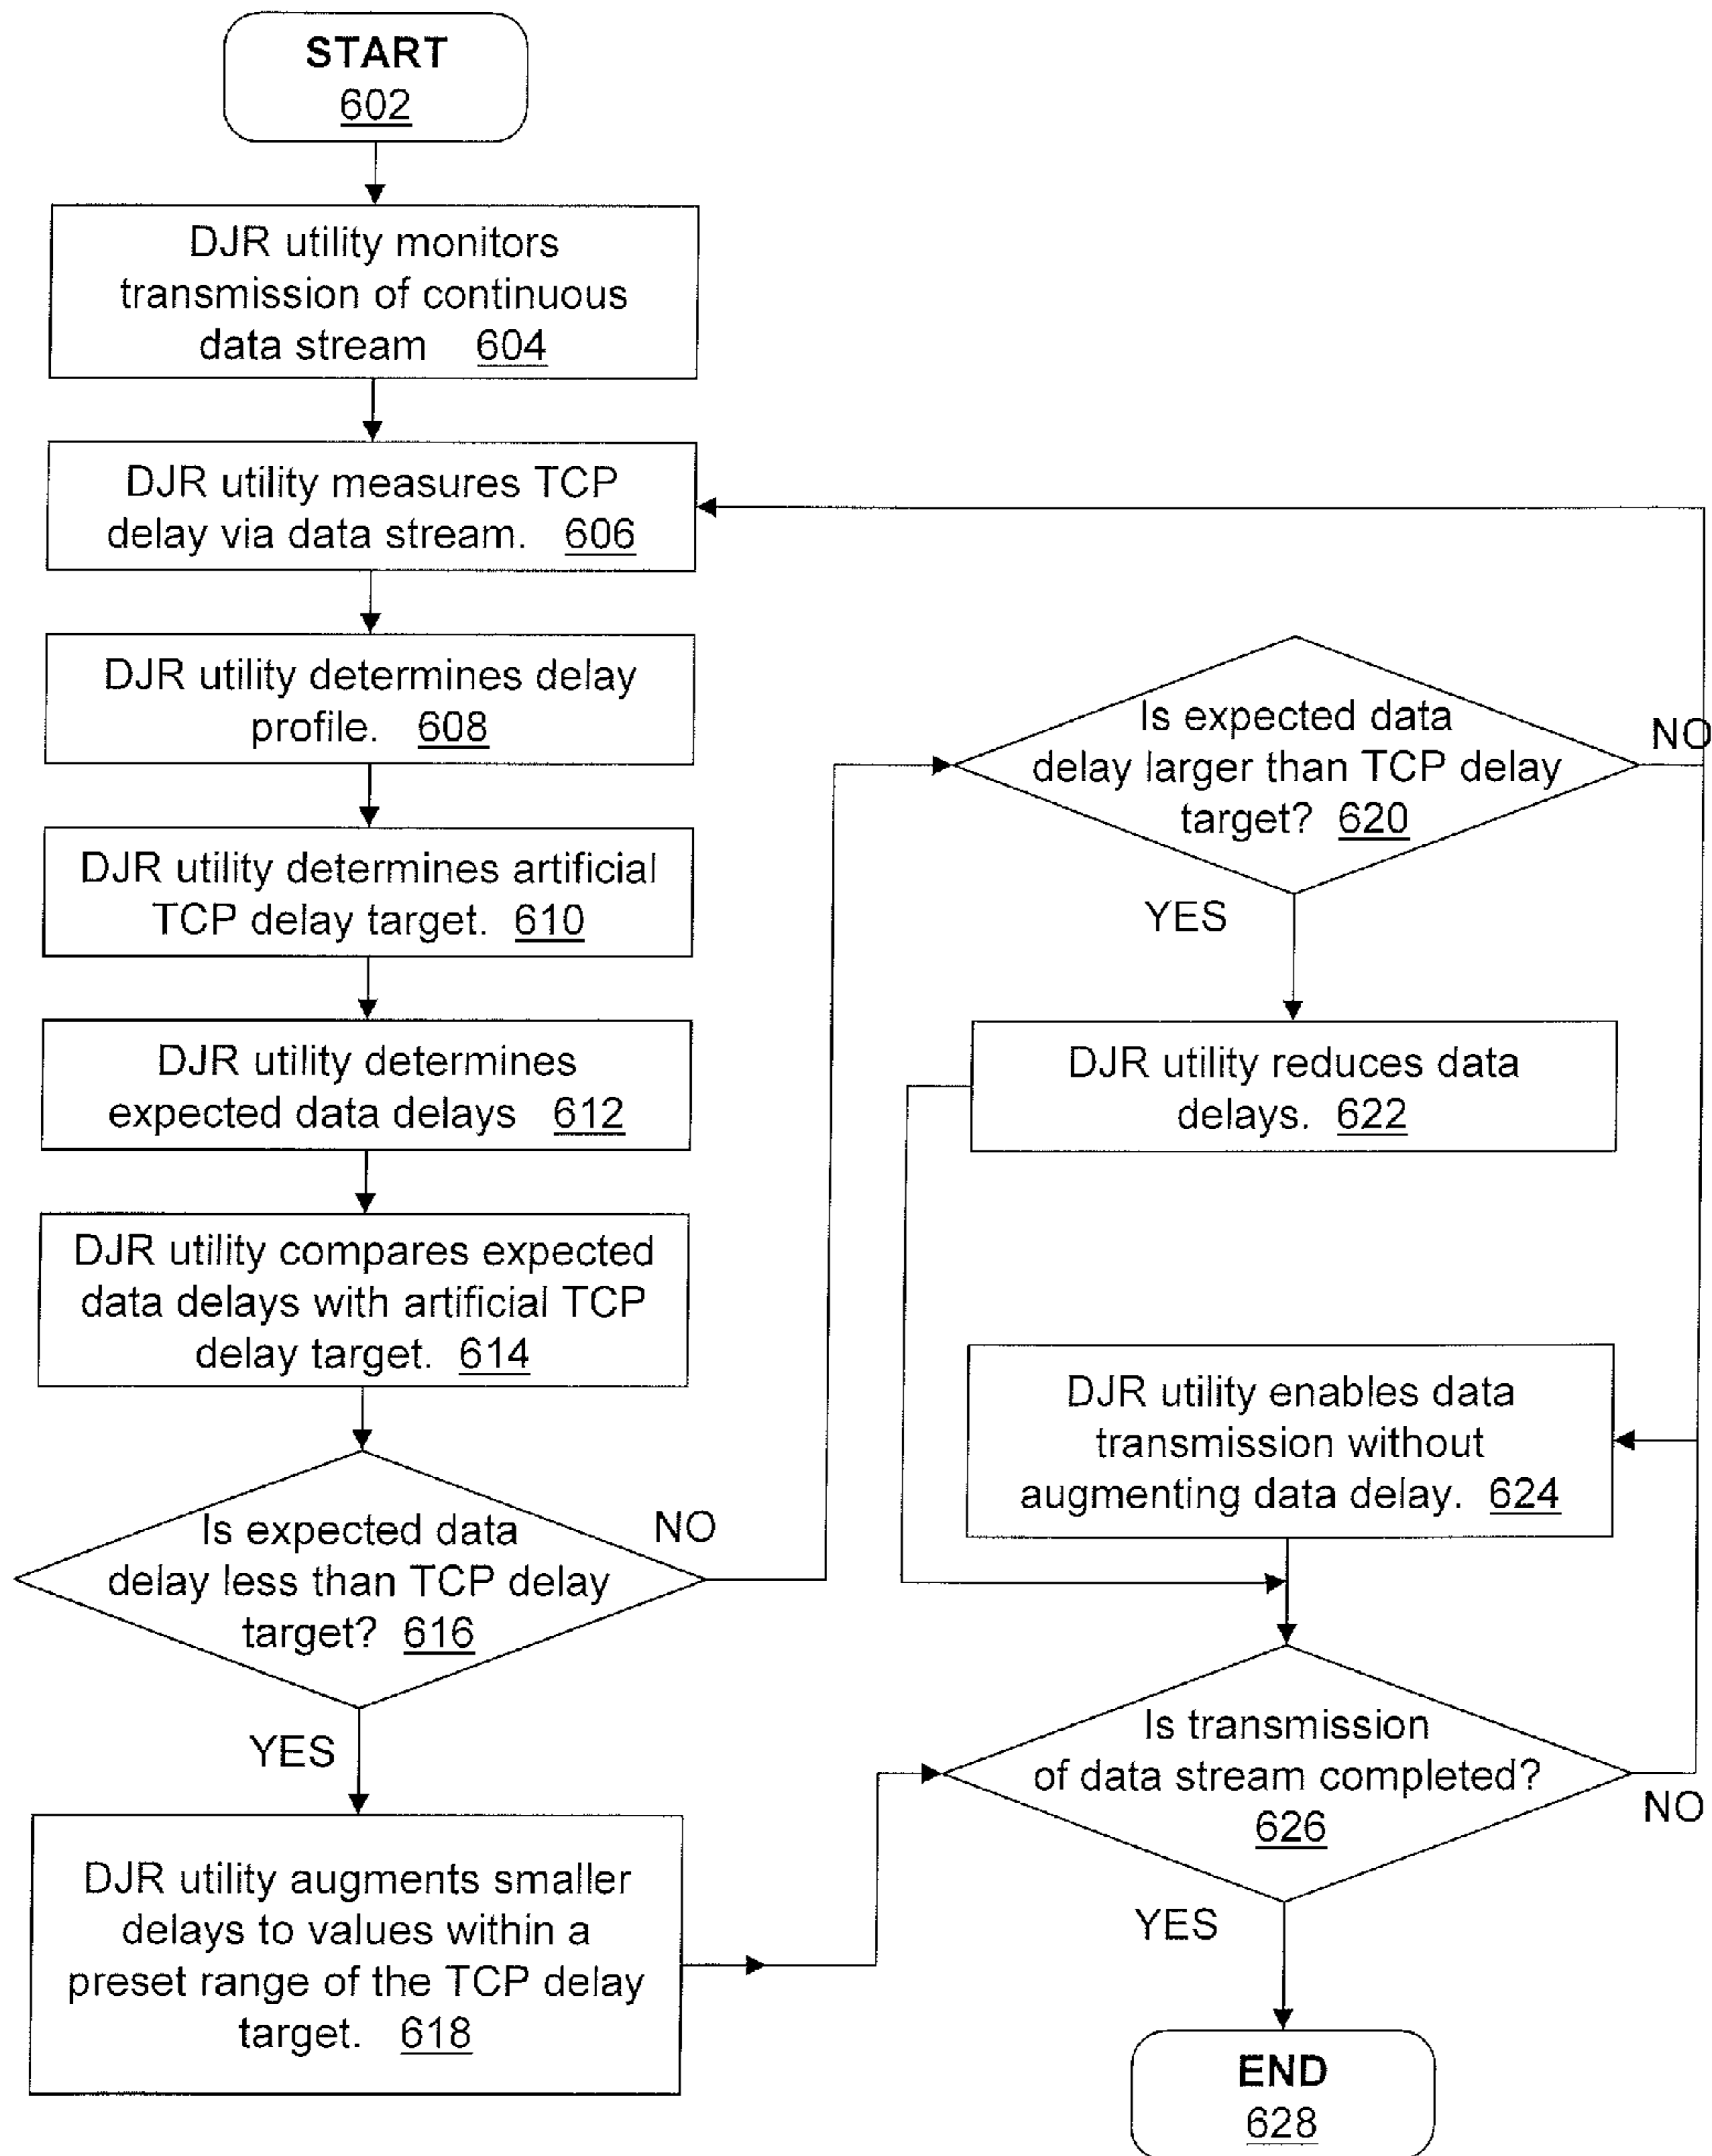 START
602
DJR utility monitors
transmission of continuous
data stream 604
DJR utility measures TCP
delay via data stream. 606
DJR utility determines delay
profile. 608
DJR utility determines artificial
TCP delay target. 610
DJR utility determines
expected data delays 612
DJR utility compares expected
data delays with artificial TCP
delay target. 614
Is expected data
delay less than TCP delay
target? 616
NO
YES
DJR utility augments smaller
delays to values within a
preset range of the TCP delay
target. 618
Is expected data
delay larger than TCP delay
target? 620
NO
YES
DJR utility reduces data
delays. 622
DJR utility enables data
transmission without
augmenting data delay. 624
Is transmission
of data stream completed?
626
NO
YES
END
628